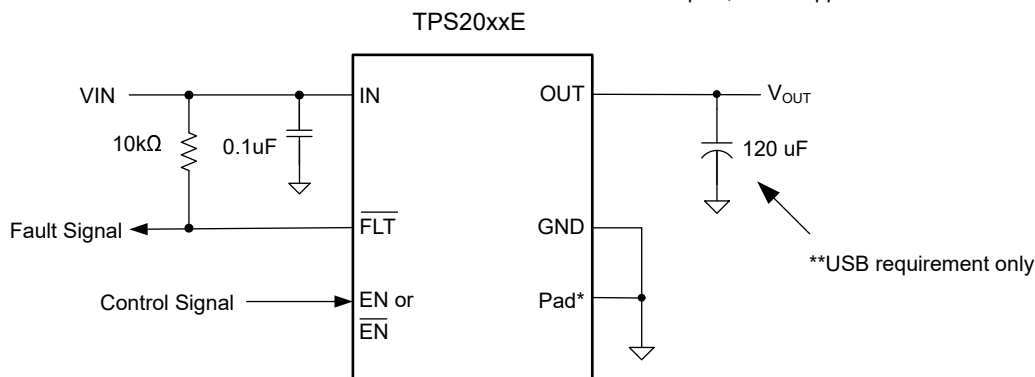 TPS20xxE
VIN
IN
OUT
V_OUT
10kΩ
0.1uF
120 uF
Fault Signal
FLT
GND
**USB requirement only
Control Signal
EN or
EN
Pad*